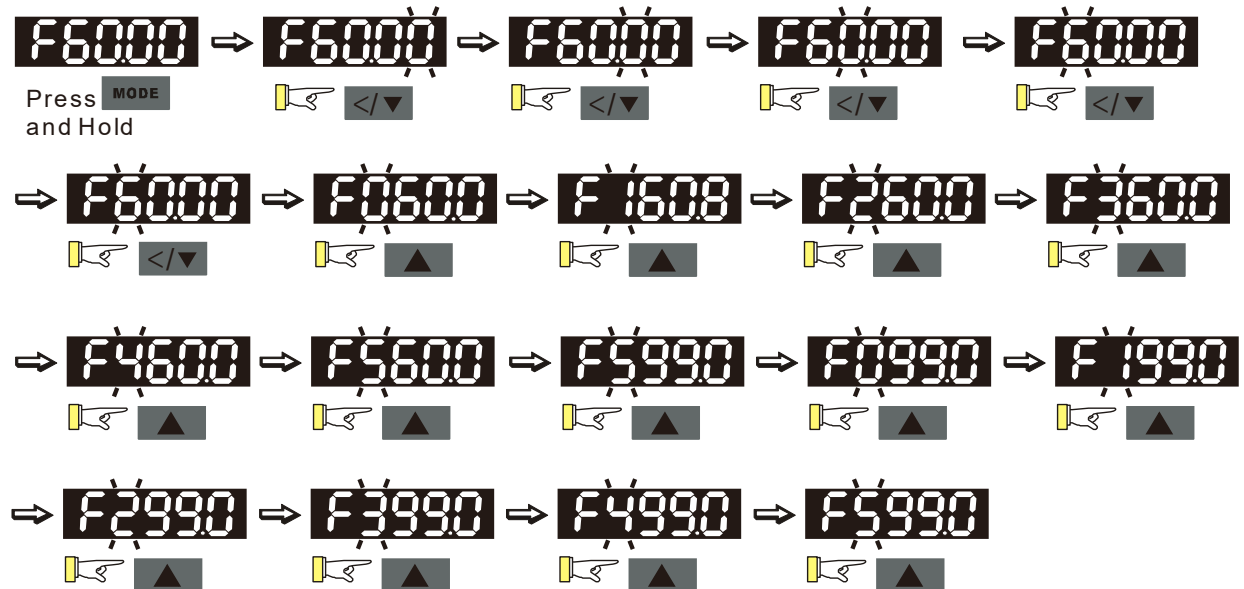 F60.00 F60.00 F60.00 F60.00 F60.00
Press MODE </▼ </▼ </▼ </▼
and Hold
F60.00 F060.0 F 160.8 F260.0 F360.0
</▼ ▲ ▲ ▲ ▲
F460.0 F560.0 F599.0 F099.0 F 199.0
▲ ▲ ▲ ▲ ▲
F299.0 F399.0 F499.0 F599.0
▲ ▲ ▲ ▲